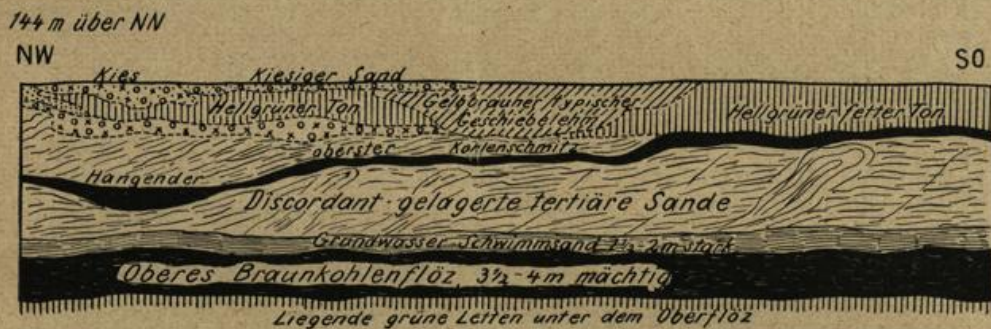 144 m über NN
NW SO
Kies Kiesiger Sand
Hellgrüner Ton Gelbbrauner typischer Geschiebelehm Hellgrüner fetter Ton
oberster Kohlenschmitz
Hangender
Discordant gelagerte tertiäre Sande
Grundwasser-Schwimmsand 1½-2m stark
Oberes Braunkohlenflöz, 3½-4 m mächtig
Liegende grüne Letten unter dem Oberflöz